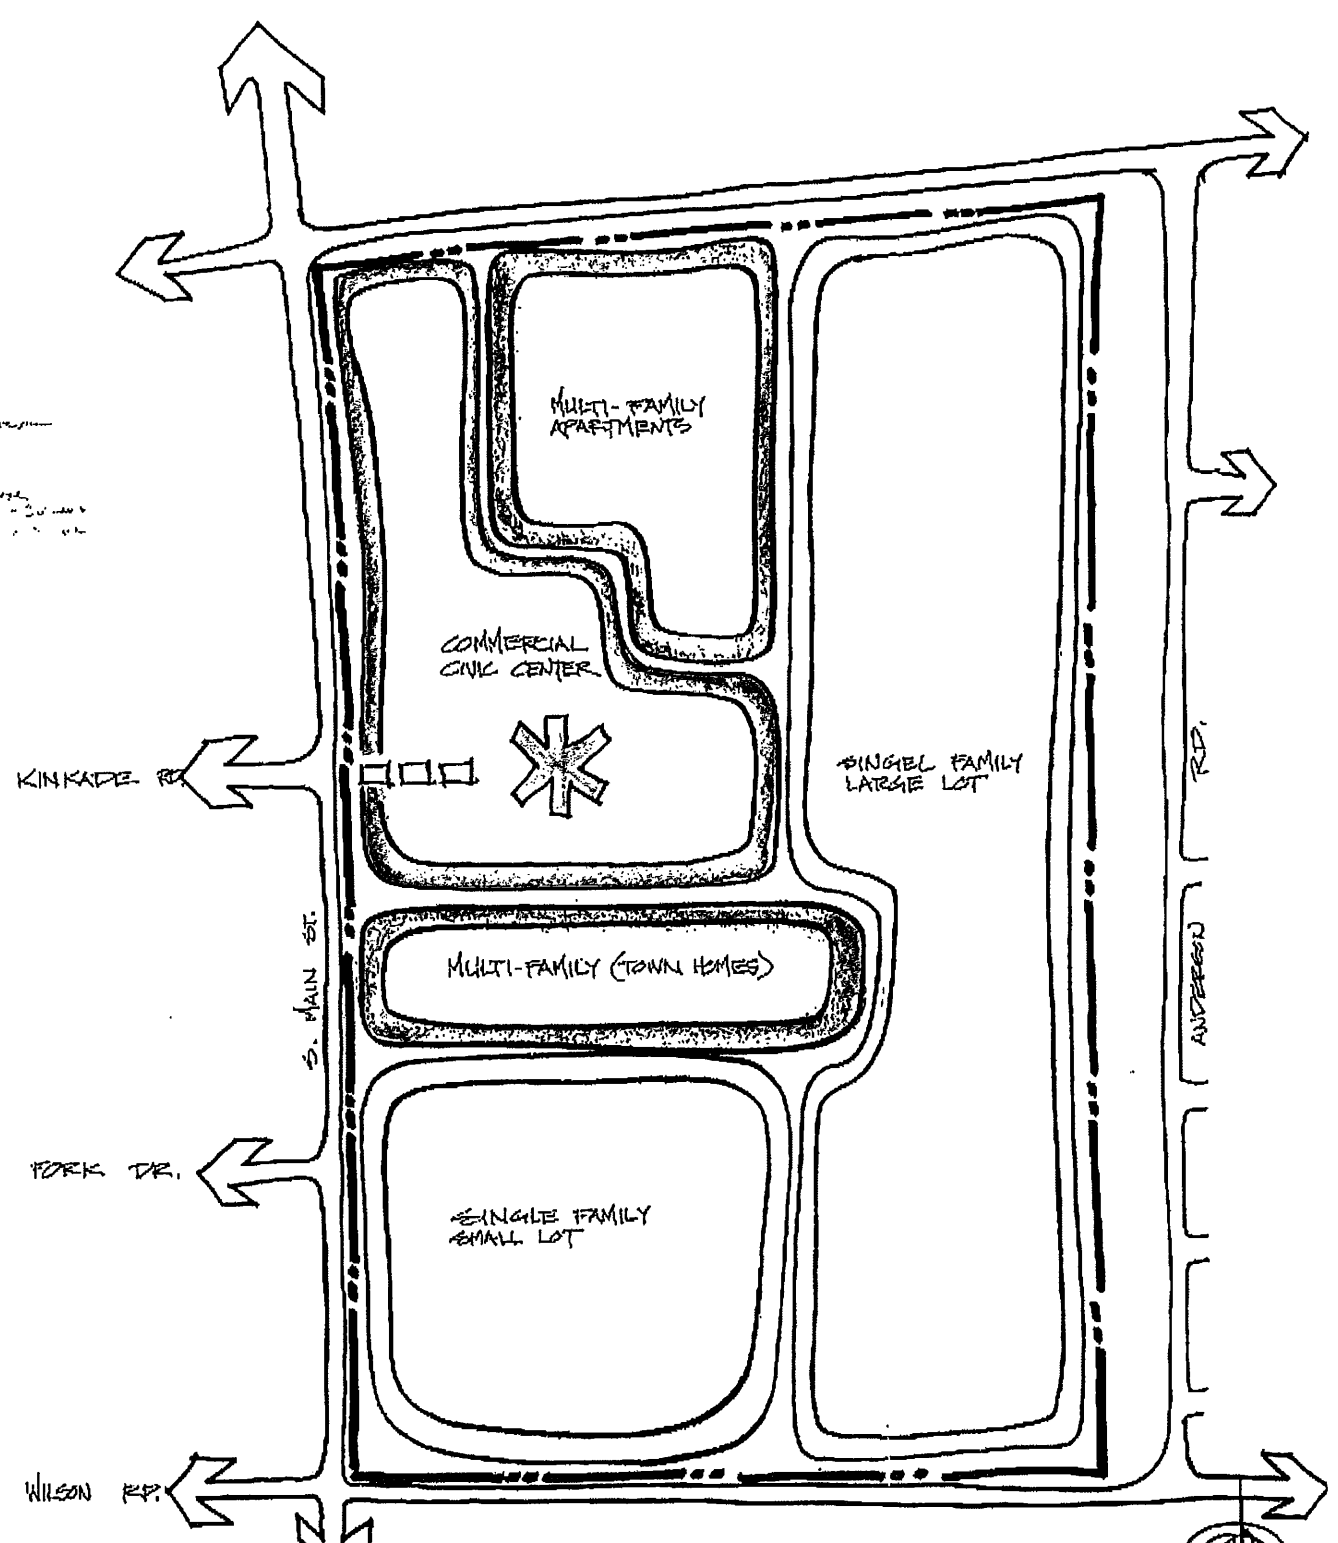 MULTI-FAMILY
APARTMENTS
COMMERCIAL
CIVIC CENTER
SINGEL FAMILY
LARGE LOT
KINKADE RD.
RD.
ANDERSON
S. MAIN ST.
MULTI-FAMILY (TOWN HOMES)
FORK DR.
SINGLE FAMILY
SMALL LOT
WILSON RD.